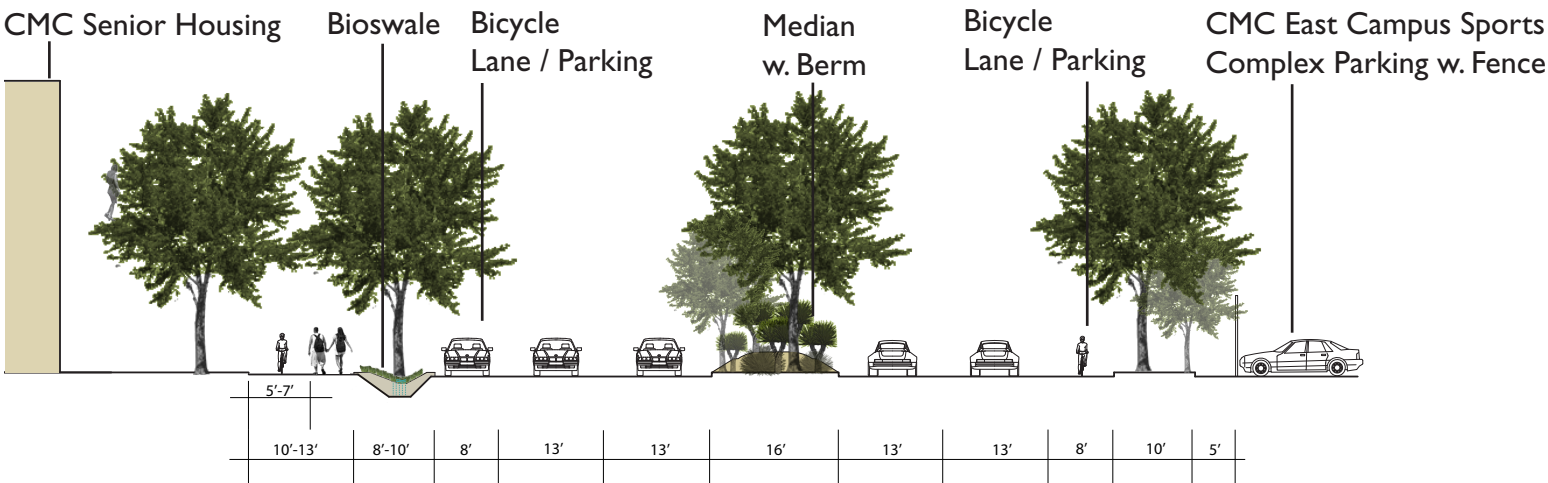 CMC Senior Housing
Bioswale
Bicycle
Lane / Parking
Median
w. Berm
Bicycle
Lane / Parking
CMC East Campus Sports
Complex Parking w. Fence
5'-7'
10'-13'
8'-10'
8'
13'
13'
16'
13'
13'
8'
10'
5'